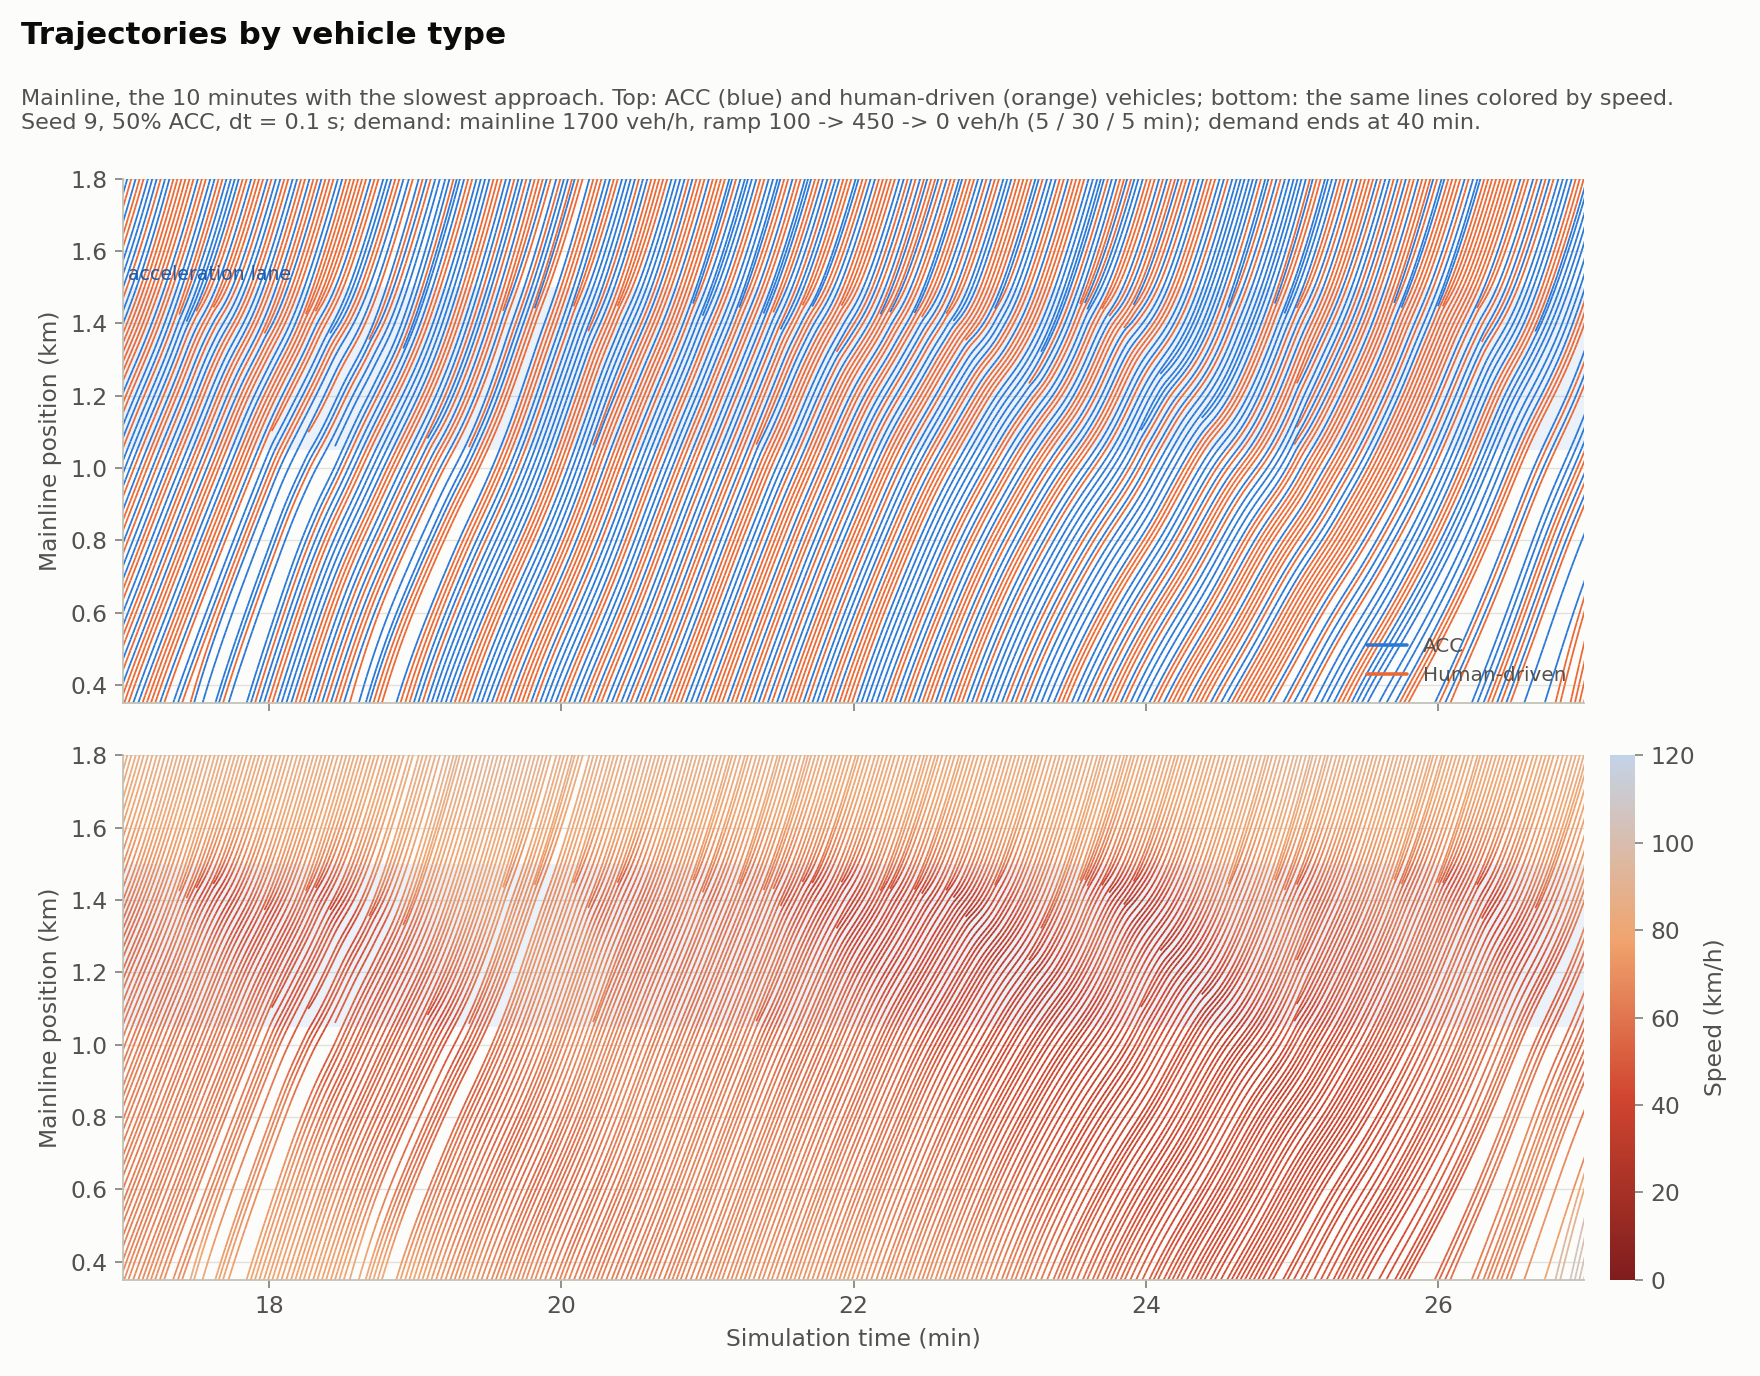 Trajectories by vehicle type
Mainline, the 10 minutes with the slowest approach. Top: ACC (blue) and human-driven (orange) vehicles; bottom: the same lines colored by speed.
Seed 9, 50% ACC, dt = 0.1 s; demand: mainline 1700 veh/h, ramp 100 -> 450 -> 0 veh/h (5 / 30 / 5 min); demand ends at 40 min.
Mainline position (km)
1.8
1.6
1.4
1.2
1.0
0.8
0.6
0.4
acceleration lane
ACC
Human-driven
Mainline position (km)
1.8
1.6
1.4
1.2
1.0
0.8
0.6
0.4
18
20
22
24
26
Simulation time (min)
120
100
80
60
40
20
0
Speed (km/h)